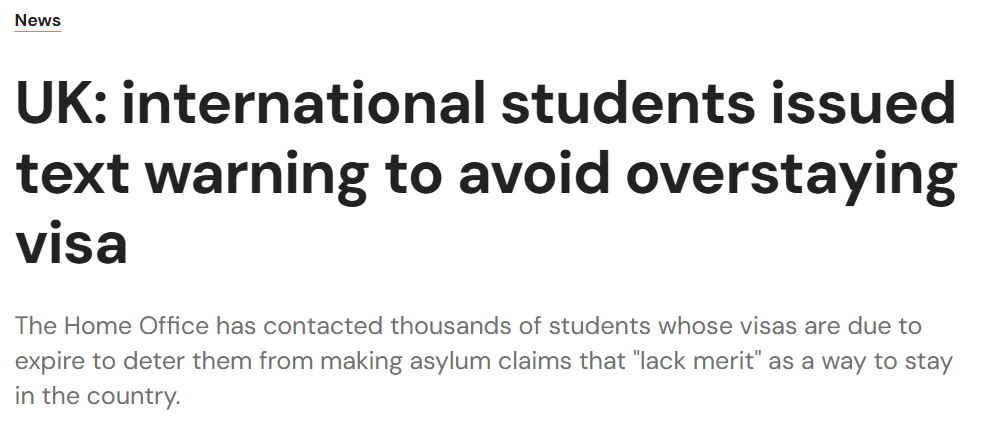 News
UK: international students issued
text warning to avoid overstaying
visa
The Home Office has contacted thousands of students whose visas are due to
expire to deter them from making asylum claims that "lack merit" as a way to stay
in the country.